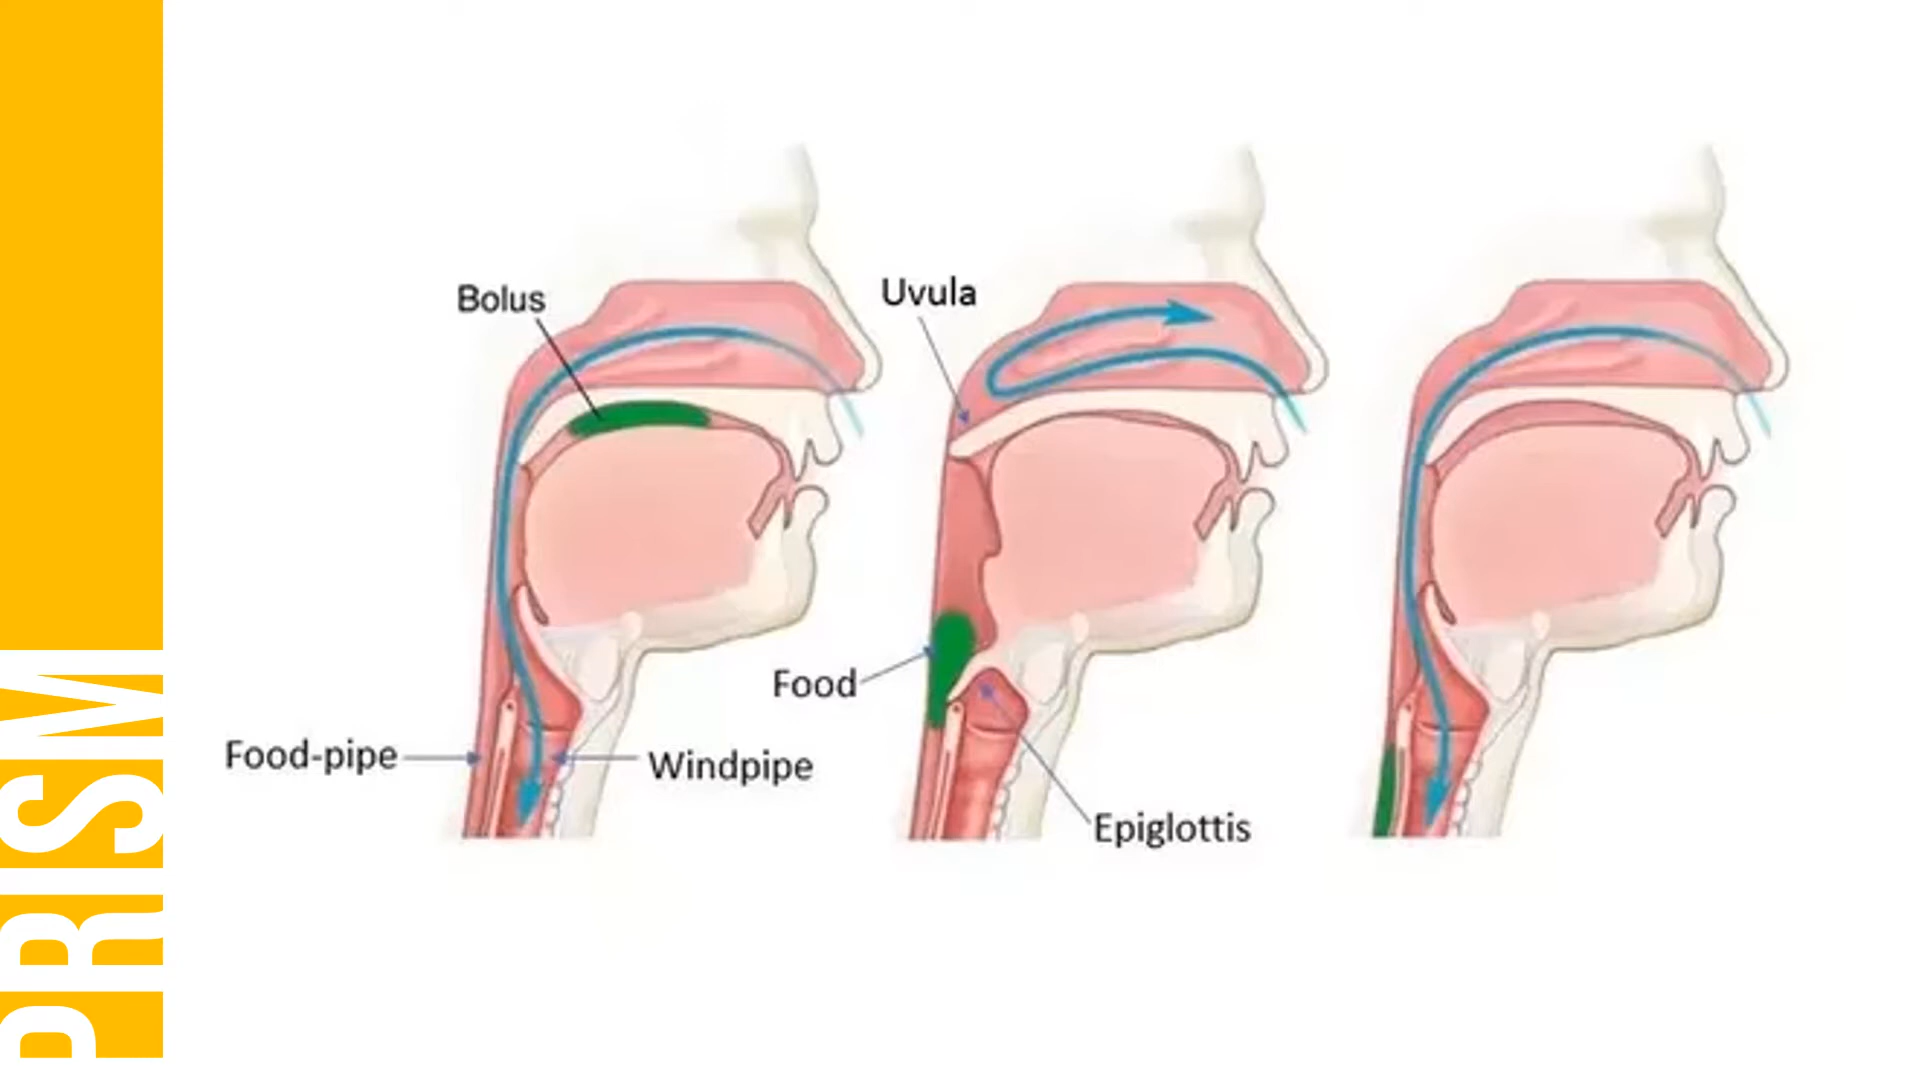 PRISM
Bolus
Uvula
Food
Food-pipe
Windpipe
Epiglottis